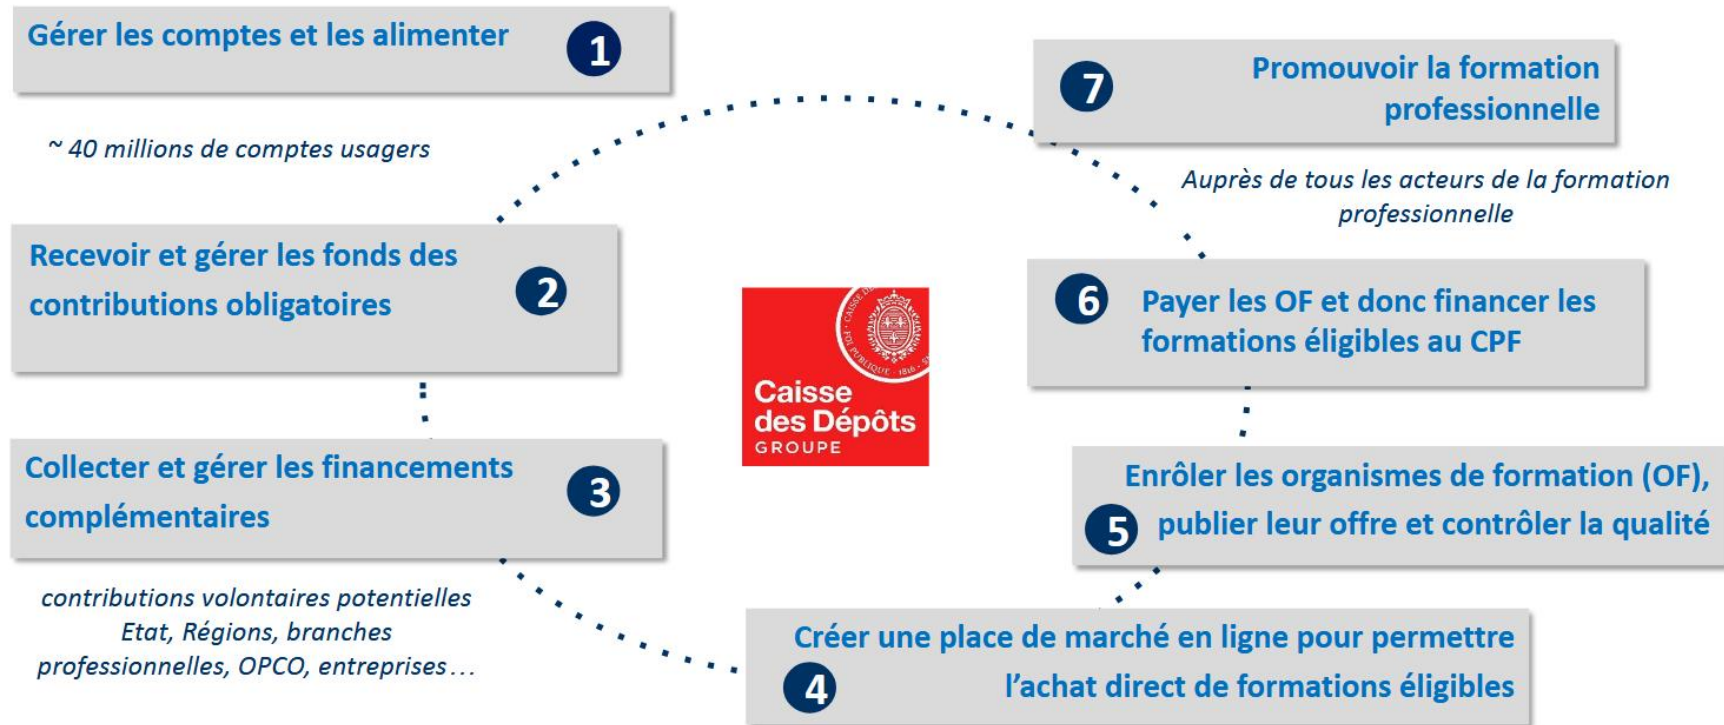 Gérer les comptes et les alimenter
1
~ 40 millions de comptes usagers
Recevoir et gérer les fonds des
contributions obligatoires
2
Collecter et gérer les financements
complémentaires
3
contributions volontaires potentielles
Etat, Régions, branches
professionnelles, OPCO, entreprises...
Créer une place de marché en ligne pour permettre
l'achat direct de formations éligibles
4
Enrôler les organismes de formation (OF),
publier leur offre et contrôler la qualité
5
Payer les OF et donc financer les
formations éligibles au CPF
6
Promouvoir la formation
professionnelle
7
Auprès de tous les acteurs de la formation
professionnelle
Caisse
des Dépôts
GROUPE
FOI PUBLIQUE
1816